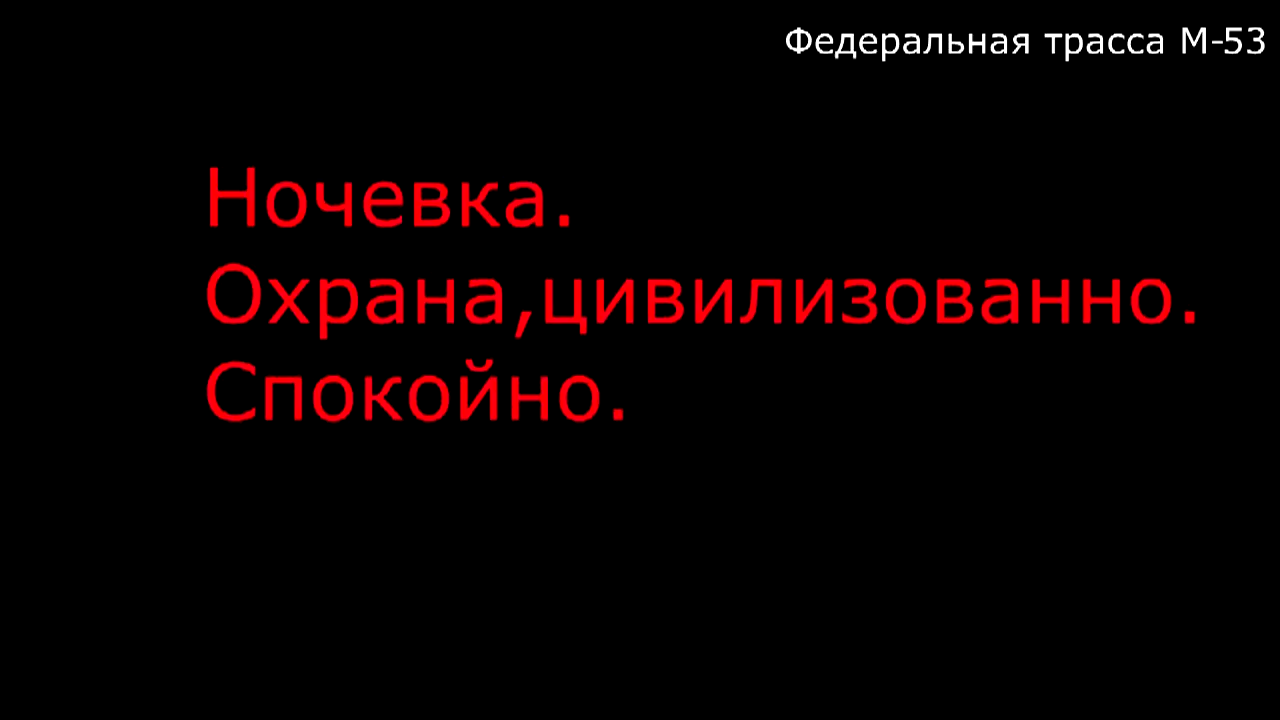 Федеральная трасса М-53
Ночевка.
Охрана,цивилизованно.
Спокойно.